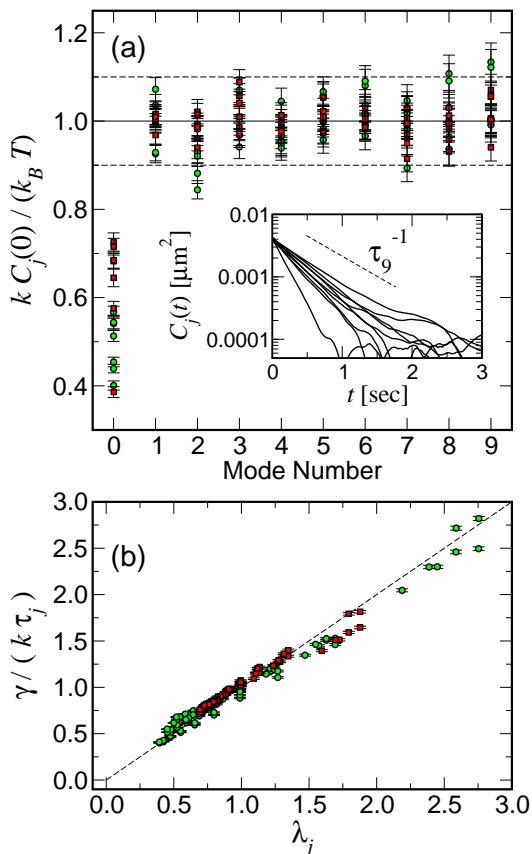 (a)
1.2
1.0
0.8
0.6
0.4
k C_j(0) / (k_B T)
0.01
0.001
0.0001
C_j(t) [μm^2]
τ_9^-1
0 1 2 3
t [sec]
0 1 2 3 4 5 6 7 8 9
Mode Number
(b)
3.0
2.5
2.0
1.5
1.0
0.5
0.0
γ / ( k τ_j )
0.0 0.5 1.0 1.5 2.0 2.5 3.0
λ_j